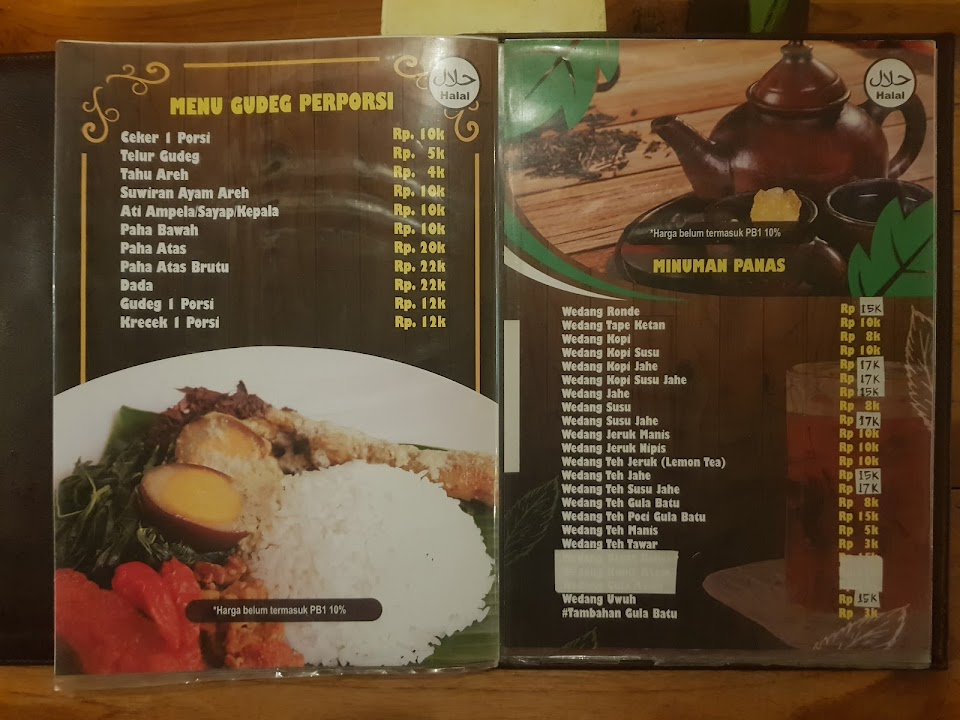 حلال
Halal
MENU GUDEG PERPORSI
Ceker 1 Porsi Rp. 10k
Telur Gudeg Rp. 5k
Tahu Areh Rp. 4k
Suwiran Ayam Areh Rp. 10k
Ati Ampela/Sayap/Kepala Rp. 10k
Paha Bawah Rp. 10k
Paha Atas Rp. 20k
Paha Atas Brutu Rp. 22k
Dada Rp. 22k
Gudeg 1 Porsi Rp. 12k
Krecek 1 Porsi Rp. 12k
*Harga belum termasuk PB1 10%
حلال
Halal
*Harga belum termasuk PB1 10%
MINUMAN PANAS
Wedang Ronde Rp 15K
Wedang Tape Ketan Rp 10k
Wedang Kopi Rp 8k
Wedang Kopi Susu Rp 10k
Wedang Kopi Jahe Rp 17K
Wedang Kopi Susu Jahe Rp 17K
Wedang Jahe Rp 15K
Wedang Susu Rp 8k
Wedang Susu Jahe Rp 17K
Wedang Jeruk Manis Rp 10k
Wedang Jeruk Nipis Rp 10k
Wedang Teh Jeruk (Lemon Tea) Rp 10k
Wedang Teh Jahe Rp 15K
Wedang Teh Susu Jahe Rp 17K
Wedang Teh Gula Batu Rp 8k
Wedang Teh Poci Gula Batu Rp 15k
Wedang Teh Manis Rp 5k
Wedang Teh Tawar Rp 3k
Wedang Uwuh Rp 15K
#Tambahan Gula Batu Rp 3k